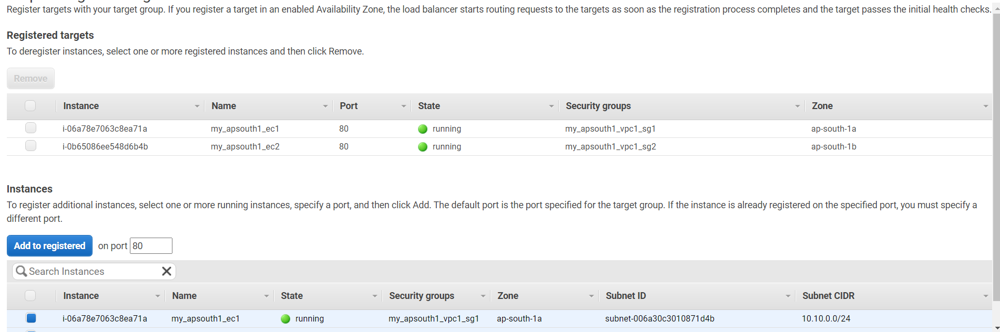 Register targets with your target group. If you register a target in an enabled Availability Zone, the load balancer starts routing requests to the targets as soon as the registration process completes and the target passes the initial health checks.
Registered targets
To deregister instances, select one or more registered instances and then click Remove.
Remove
Instance Name Port State Security groups Zone
i-06a78e7063c8ea71a my_apsouth1_ec1 80 running my_apsouth1_vpc1_sg1 ap-south-1a
i-0b65086ee548d6b4b my_apsouth1_ec2 80 running my_apsouth1_vpc1_sg2 ap-south-1b
Instances
To register additional instances, select one or more running instances, specify a port, and then click Add. The default port is the port specified for the target group. If the instance is already registered on the specified port, you must specify a
different port.
Add to registered on port 80
Search Instances
Instance Name State Security groups Zone Subnet ID Subnet CIDR
i-06a78e7063c8ea71a my_apsouth1_ec1 running my_apsouth1_vpc1_sg1 ap-south-1a subnet-006a30c3010871d4b 10.10.0.0/24